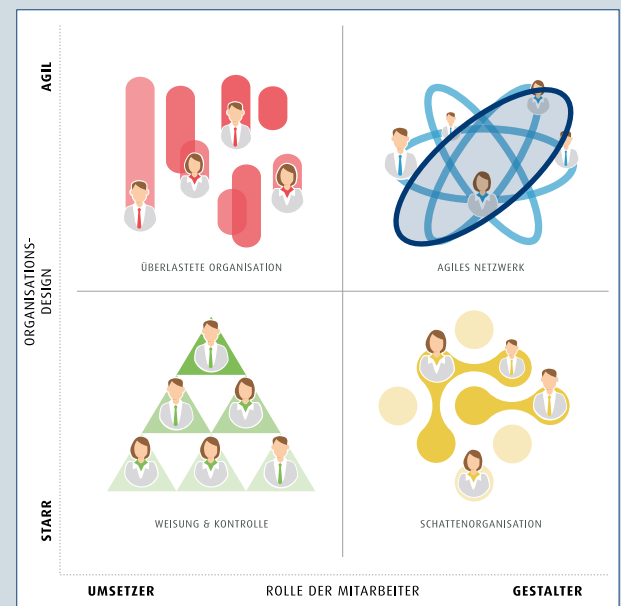 AGIL
ORGANISATIONS-
DESIGN
STARR
ÜBERLASTETE ORGANISATION
AGILES NETZWERK
WEISUNG & KONTROLLE
SCHATTENORGANISATION
UMSETZER
ROLLE DER MITARBEITER
GESTALTER